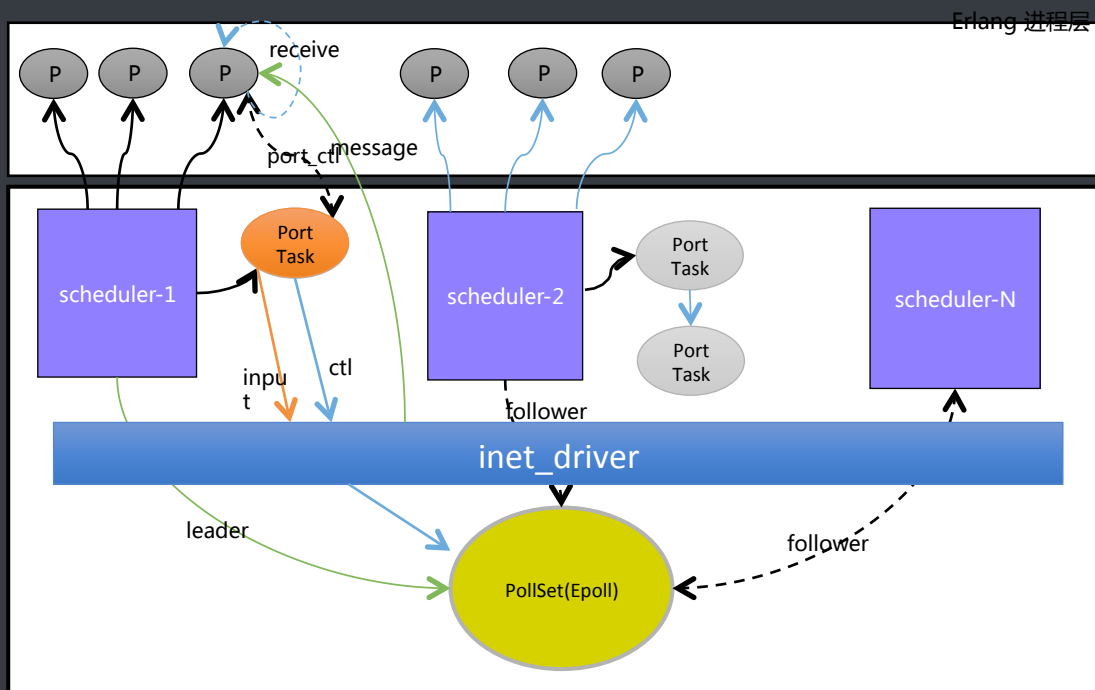 Erlang 进程层
receive
P
P
P
P
P
P
message
port_ctl
Port
Task
scheduler-1
scheduler-2
Port
Task
scheduler-N
Port
Task
inpu
t
ctl
follower
inet_driver
leader
follower
PollSet(Epoll)